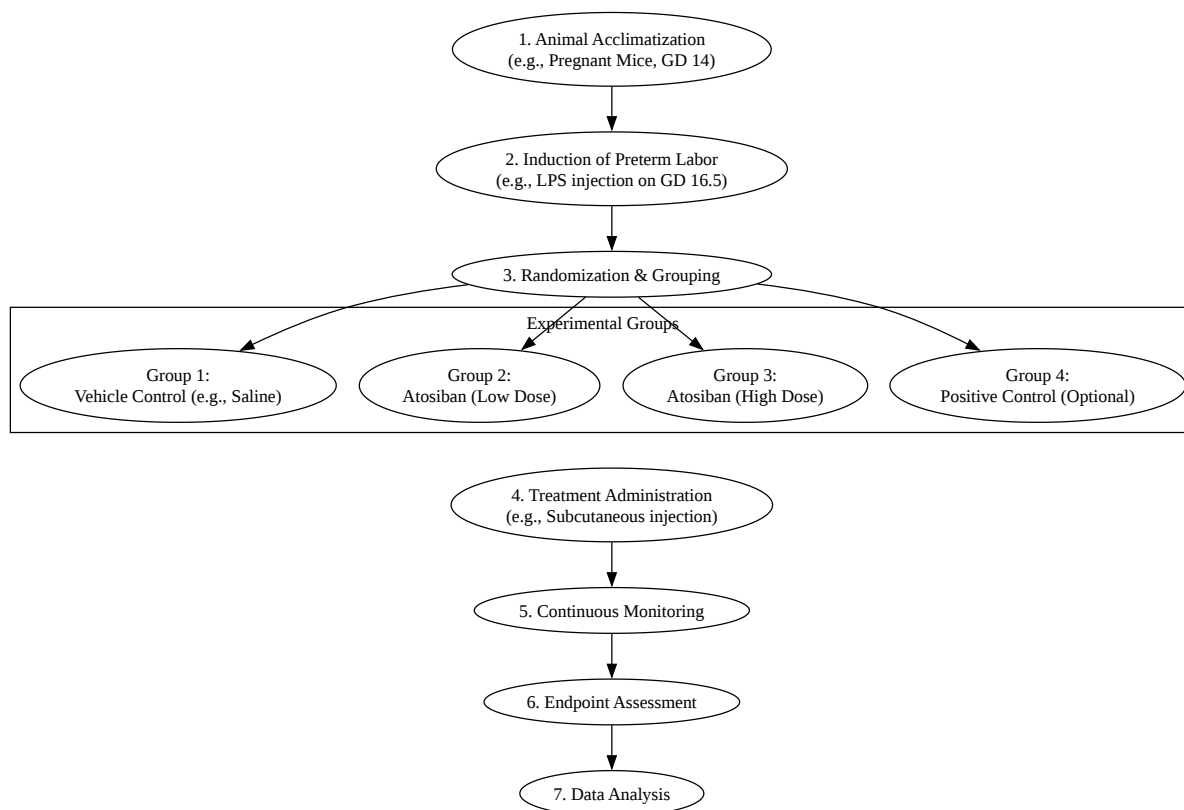 1. Animal Acclimatization
(e.g., Pregnant Mice, GD 14)
2. Induction of Preterm Labor
(e.g., LPS injection on GD 16.5)
3. Randomization & Grouping
Experimental Groups
Group 1:
Vehicle Control (e.g., Saline)
Group 2:
Atosiban (Low Dose)
Group 3:
Atosiban (High Dose)
Group 4:
Positive Control (Optional)
4. Treatment Administration
(e.g., Subcutaneous injection)
5. Continuous Monitoring
6. Endpoint Assessment
7. Data Analysis